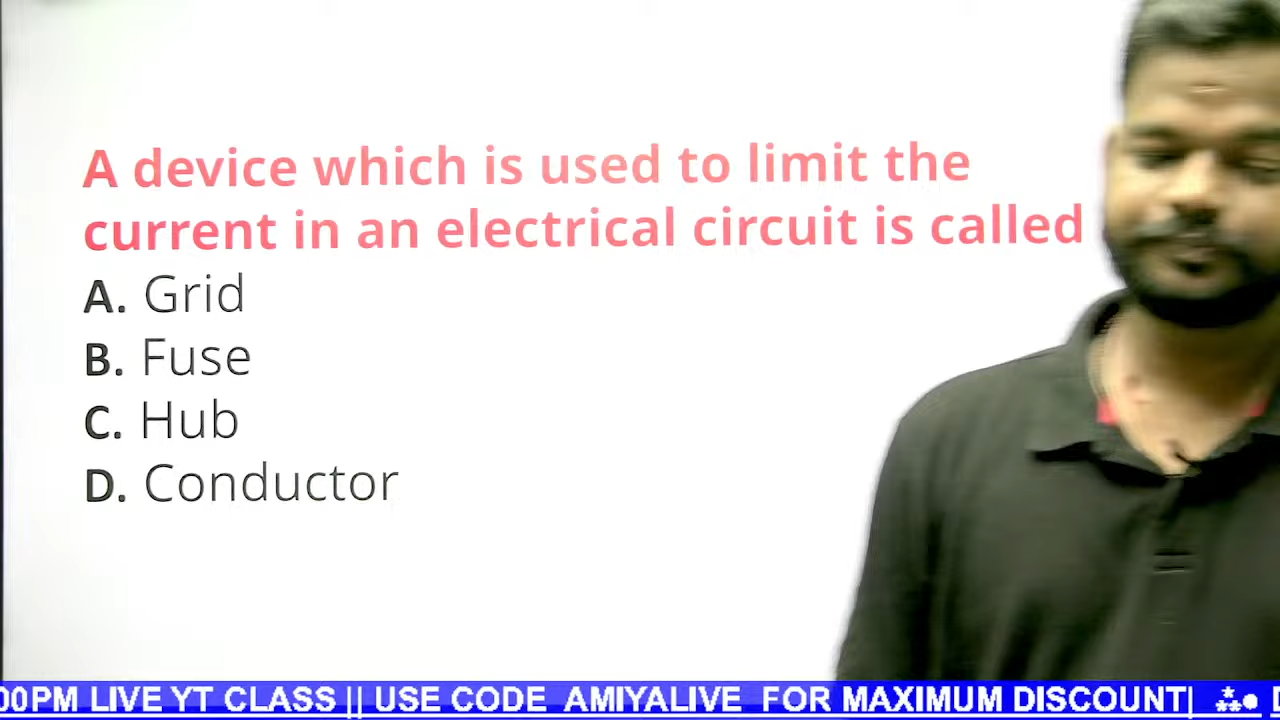 A device which is used to limit the
current in an electrical circuit is called
A. Grid
B. Fuse
C. Hub
D. Conductor
00PM LIVE YT CLASS || USE CODE AMIYALIVE FOR MAXIMUM DISCOUNT|